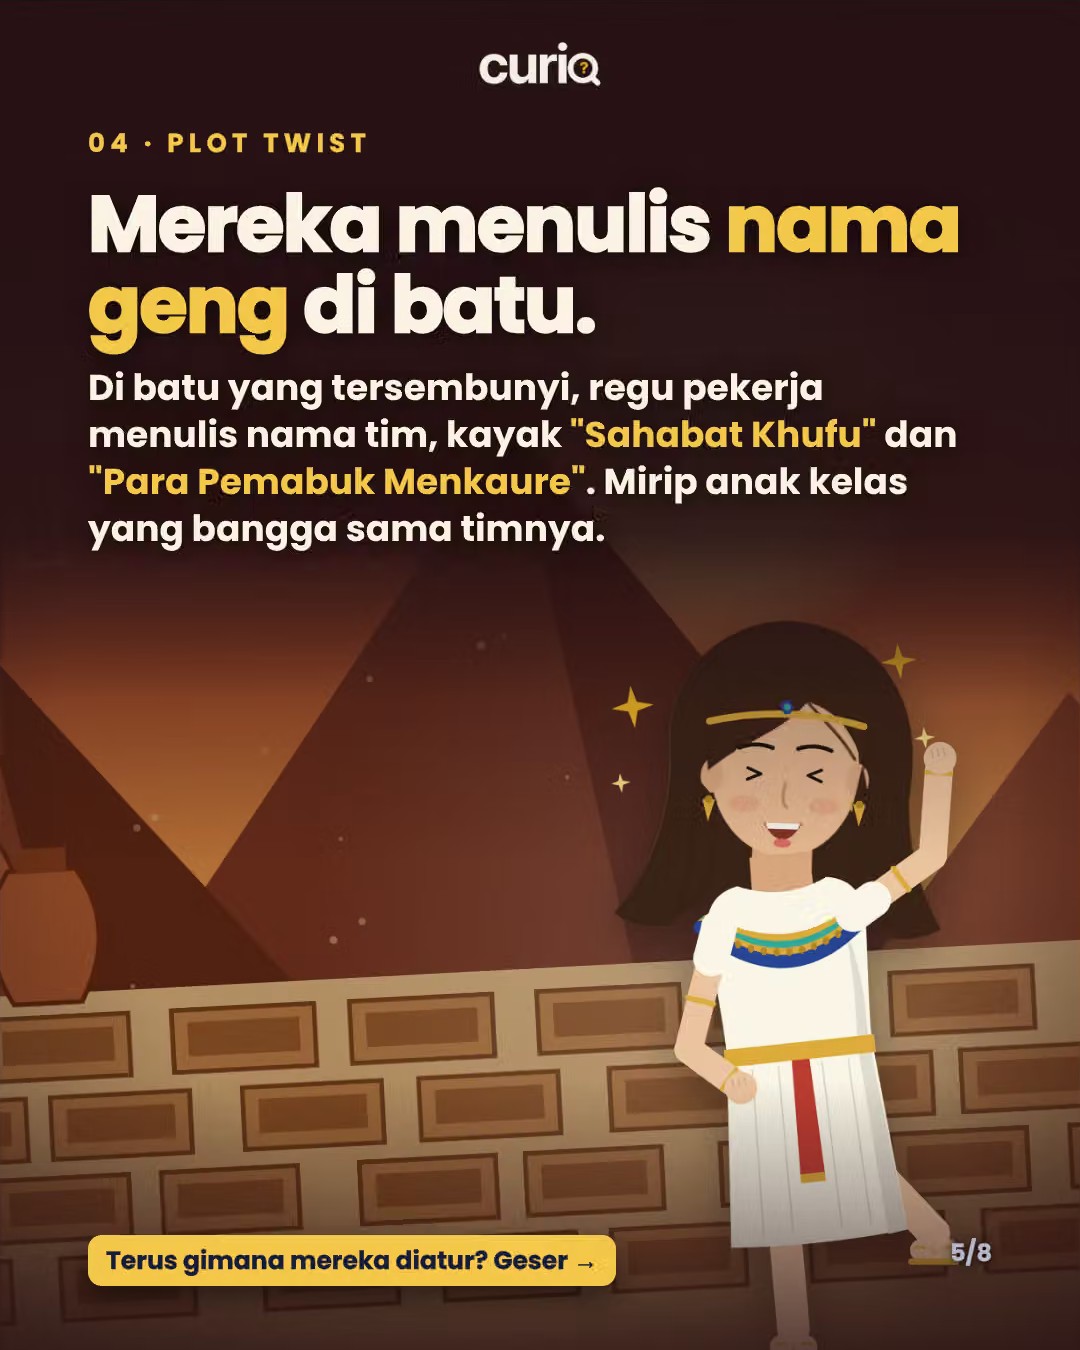 curiQ
04 · PLOT TWIST
Mereka menulis nama
geng di batu.
Di batu yang tersembunyi, regu pekerja
menulis nama tim, kayak "Sahabat Khufu" dan
"Para Pemabuk Menkaure". Mirip anak kelas
yang bangga sama timnya.
Terus gimana mereka diatur? Geser →
5/8